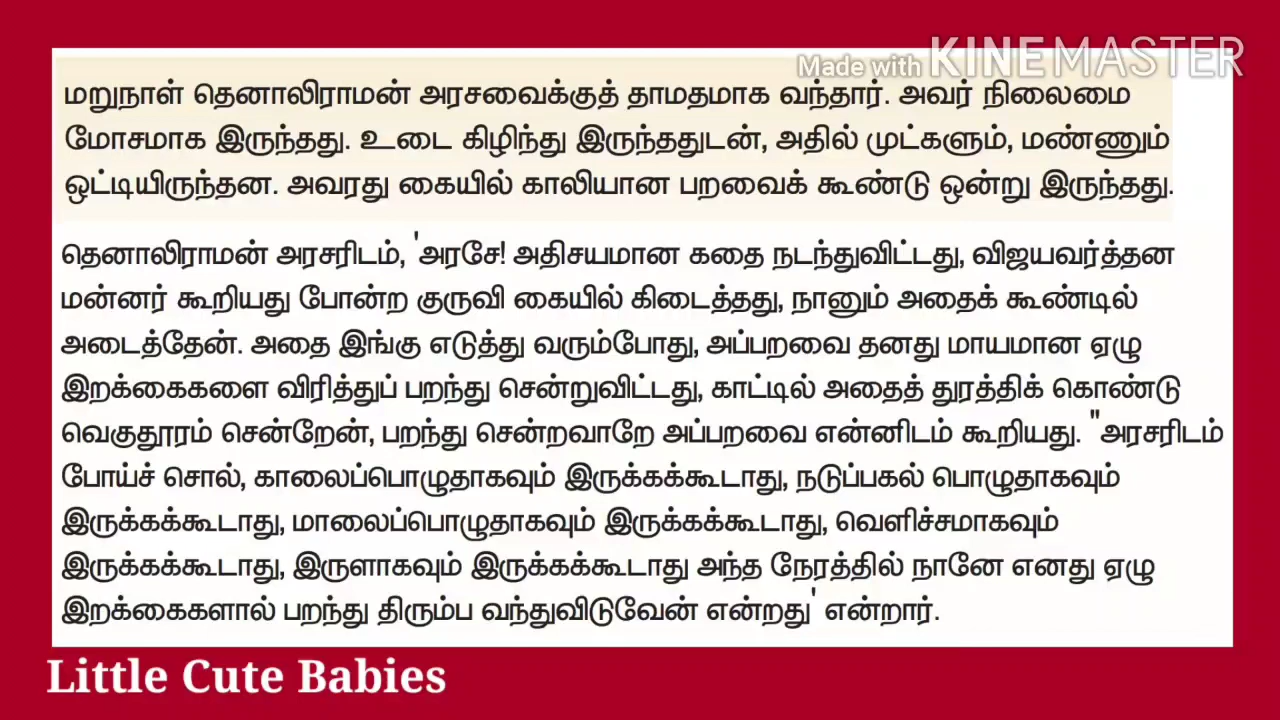 Made with KINEMASTER
மறுநாள் தெனாலிராமன் அரசவைக்குத் தாமதமாக வந்தார். அவர் நிலைமை
மோசமாக இருந்தது. உடை கிழிந்து இருந்ததுடன், அதில் முட்களும், மண்ணும்
ஒட்டியிருந்தன. அவரது கையில் காலியான பறவைக் கூண்டு ஒன்று இருந்தது.
தெனாலிராமன் அரசரிடம், 'அரசே! அதிசயமான கதை நடந்துவிட்டது, விஜயவர்த்தன
மன்னர் கூறியது போன்ற குருவி கையில் கிடைத்தது, நானும் அதைக் கூண்டில்
அடைத்தேன். அதை இங்கு எடுத்து வரும்போது, அப்பறவை தனது மாயமான ஏழு
இறக்கைகளை விரித்துப் பறந்து சென்றுவிட்டது, காட்டில் அதைத் துரத்திக் கொண்டு
வெகுதூரம் சென்றேன், பறந்து சென்றவாறே அப்பறவை என்னிடம் கூறியது. "அரசரிடம்
போய்ச் சொல், காலைப்பொழுதாகவும் இருக்கக்கூடாது, நடுப்பகல் பொழுதாகவும்
இருக்கக்கூடாது, மாலைப்பொழுதாகவும் இருக்கக்கூடாது, வெளிச்சமாகவும்
இருக்கக்கூடாது, இருளாகவும் இருக்கக்கூடாது அந்த நேரத்தில் நானே எனது ஏழு
இறக்கைகளால் பறந்து திரும்ப வந்துவிடுவேன் என்றது' என்றார்.
Little Cute Babies